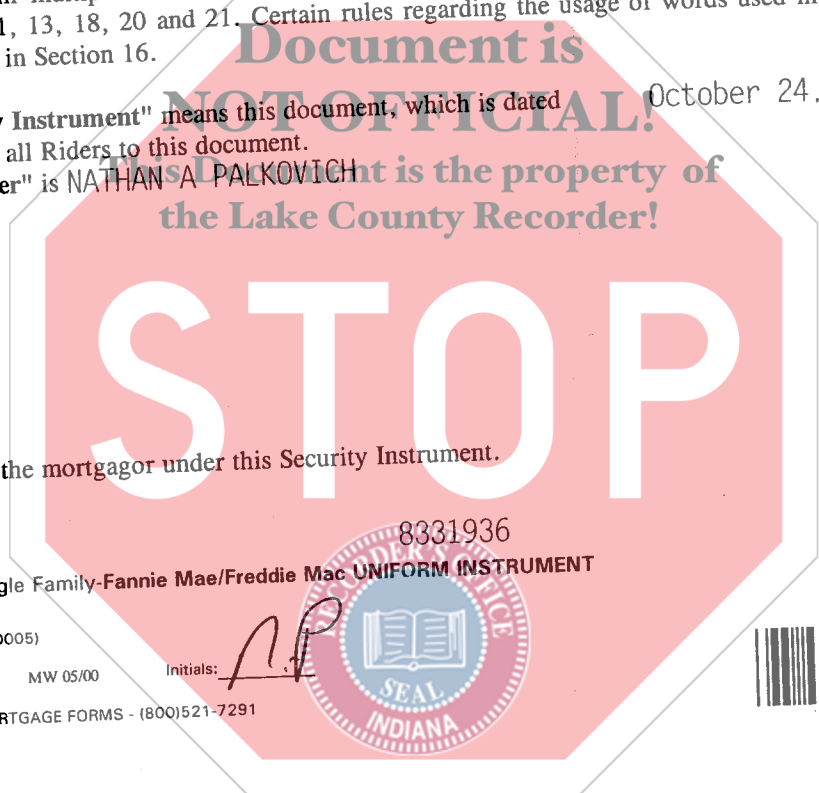 1, 13, 18, 20 and 21. Certain rules regarding the usage of words used in
in Section 16.
Document is
NOT OFFICIAL!
This Document is the property of
the Lake County Recorder!
Instrument" means this document, which is dated October 24,
all Riders to this document.
er" is NATHAN A PALKOVICH
STOP
the mortgagor under this Security Instrument.
8331936
gle Family-Fannie Mae/Freddie Mac UNIFORM INSTRUMENT
0005)
MW 05/00 Initials: N.P
RTGAGE FORMS - (800)521-7291
RECORDER'S OFFICE
SEAL
INDIANA